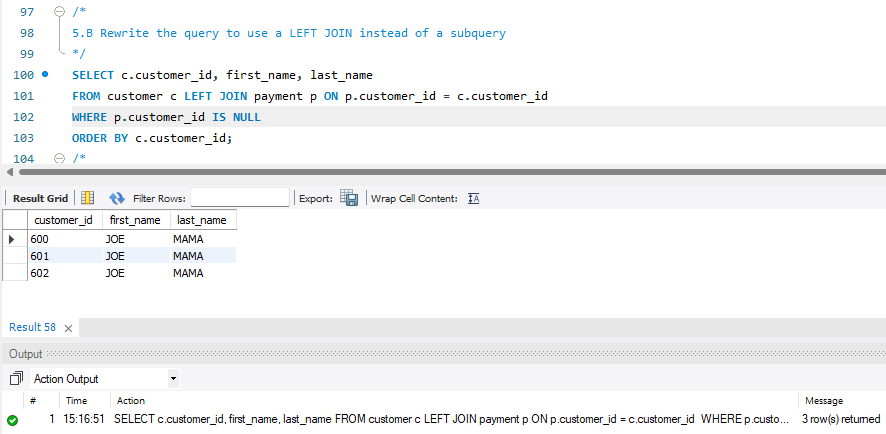 97 /*
98 5.B Rewrite the query to use a LEFT JOIN instead of a subquery
99 */
100 SELECT c.customer_id, first_name, last_name
101 FROM customer c LEFT JOIN payment p ON p.customer_id = c.customer_id
102 WHERE p.customer_id IS NULL
103 ORDER BY c.customer_id;
104 /*
Result Grid Filter Rows: Export: Wrap Cell Content:
customer_id first_name last_name
600 JOE MAMA
601 JOE MAMA
602 JOE MAMA
Result 58
Output
Action Output
# Time Action Message
1 15:16:51 SELECT c.customer_id, first_name, last_name FROM customer c LEFT JOIN payment p ON p.customer_id = c.customer_id WHERE p.custo... 3 row(s) returned